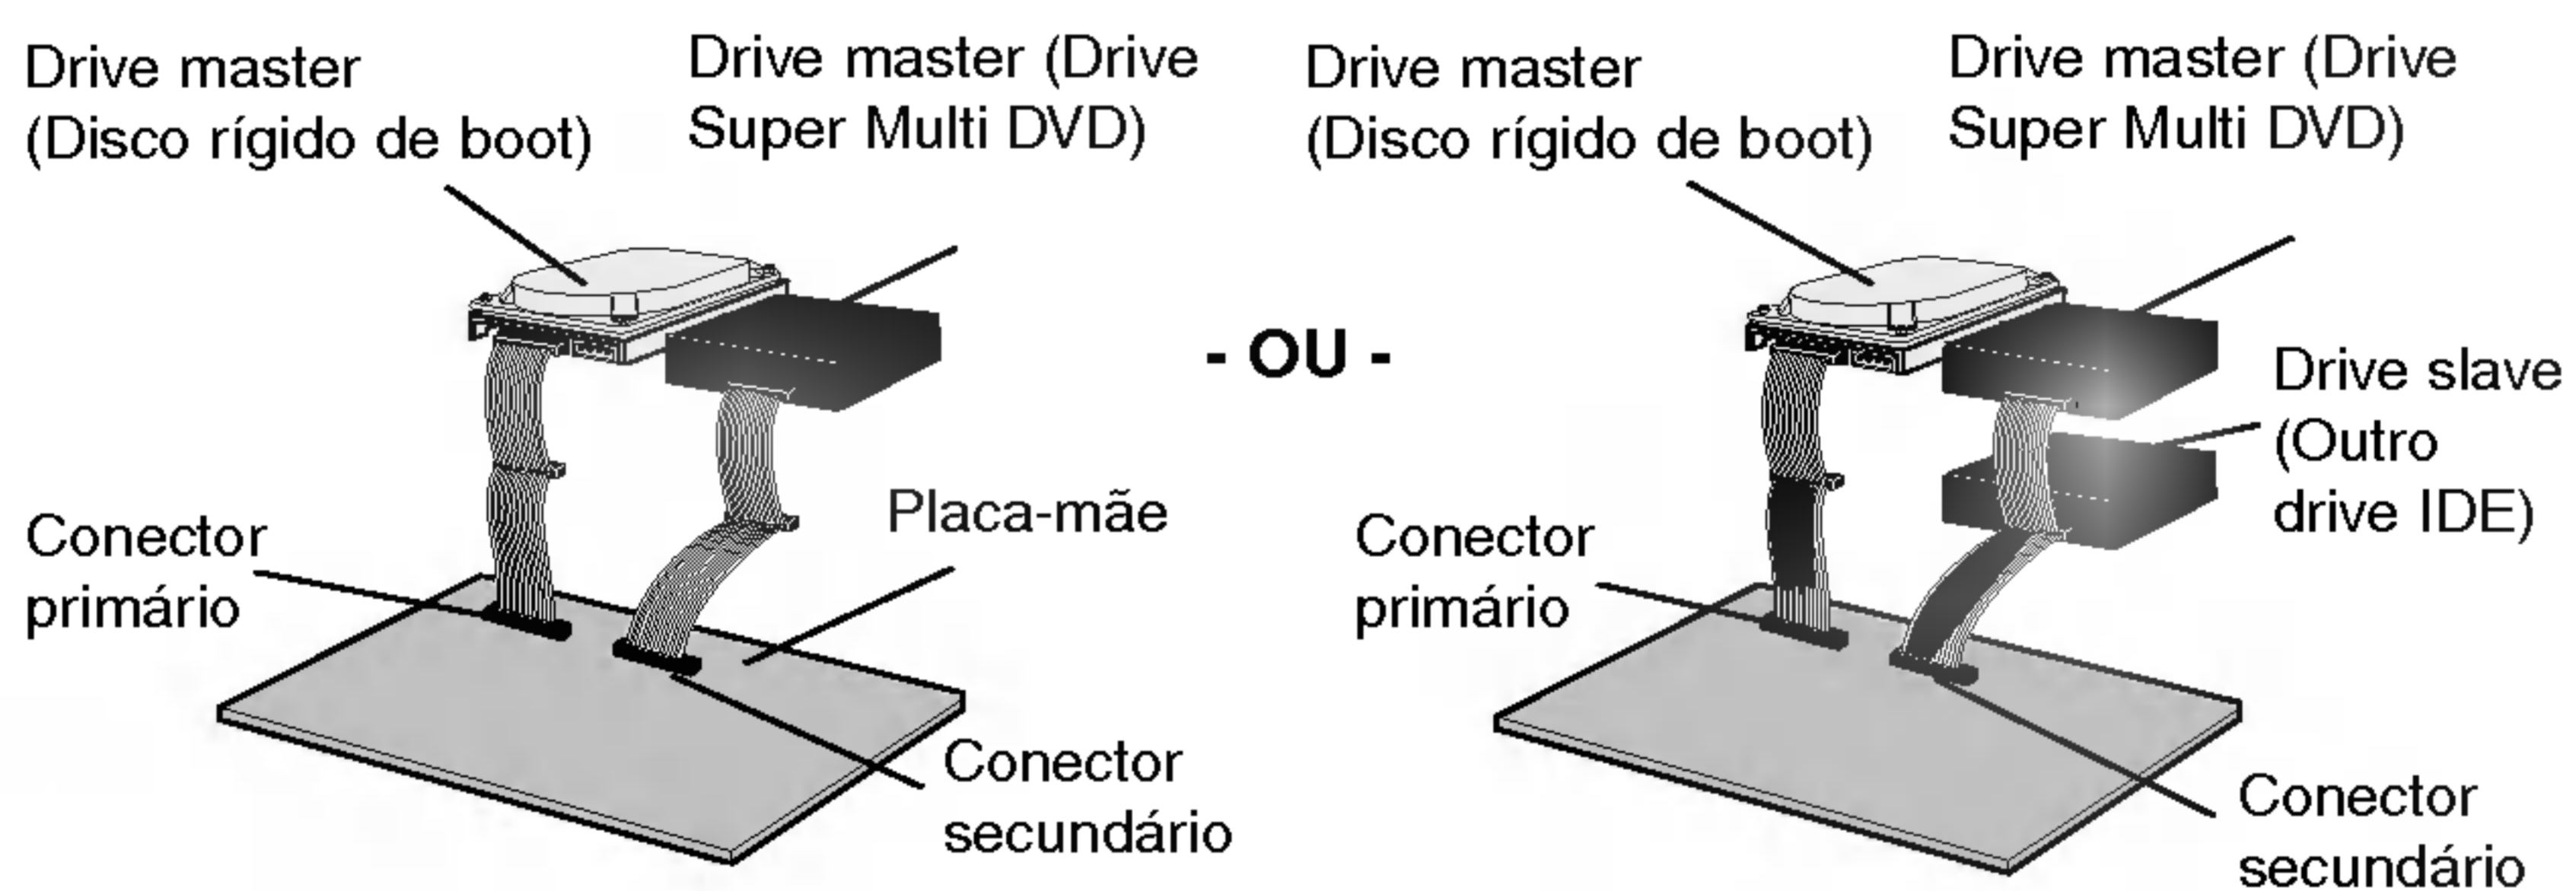 Drive master
(Disco rígido de boot)
Drive master (Drive
Super Multi DVD)
Conector
primário
Placa-mãe
Conector
secundário
- OU -
Drive master
(Disco rígido de boot)
Drive master (Drive
Super Multi DVD)
Drive slave
(Outro
drive IDE)
Conector
primário
Conector
secundário